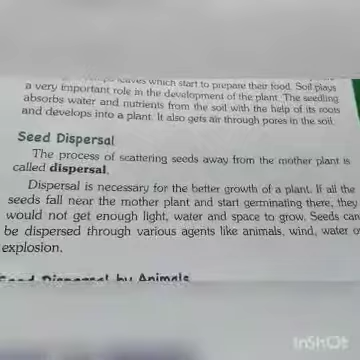 leaves which start to prepare their food. Soil plays
a very important role in the development of the plant. The seedling
absorbs water and nutrients from the soil with the help of its roots
and develops into a plant. It also gets air through pores in the soil.
Seed Dispersal
The process of scattering seeds away from the mother plant is
called dispersal.
Dispersal is necessary for the better growth of a plant. If all the
seeds fall near the mother plant and start germinating there, they
would not get enough light, water and space to grow. Seeds can
be dispersed through various agents like animals, wind, water o
explosion.
Seed Dispersal by Animals
InShOt